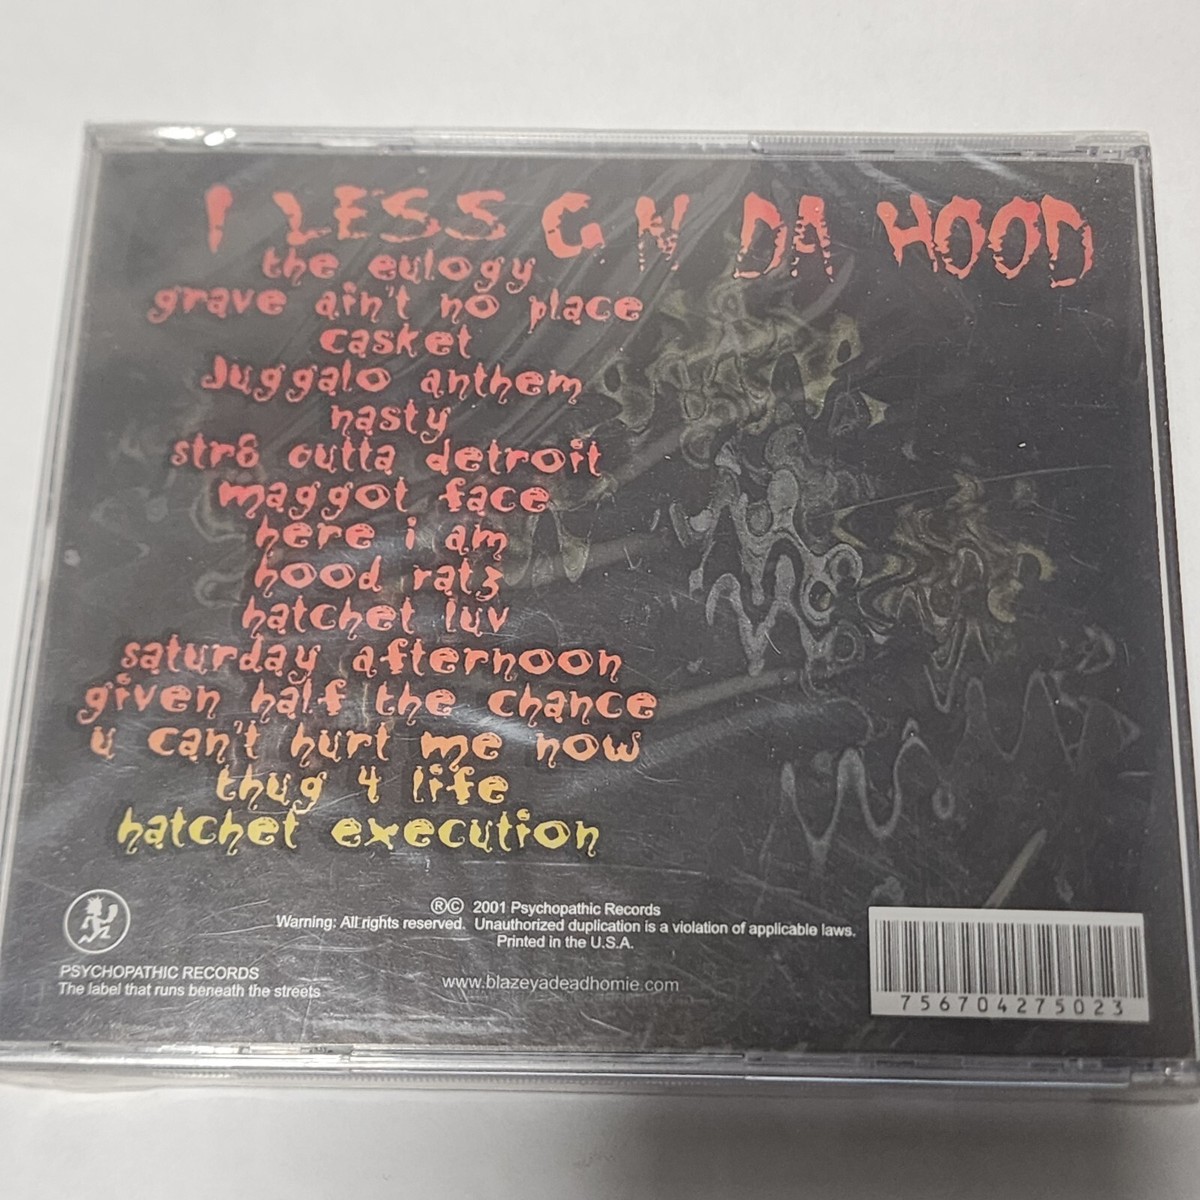 1 LESS G N DA HOOD
the eulogy
grave ain't no place
casket
Juggalo anthem
nasty
str8 outta detroit
maggot face
here i am
hood ratz
hatchet luv
saturday afternoon
given half the chance
u can't hurt me now
thug 4 life
hatchet execution
®© 2001 Psychopathic Records
Warning: All rights reserved. Unauthorized duplication is a violation of applicable laws.
Printed in the U.S.A.
PSYCHOPATHIC RECORDS
The label that runs beneath the streets
www.blazeyadeadhomie.com
756704275023